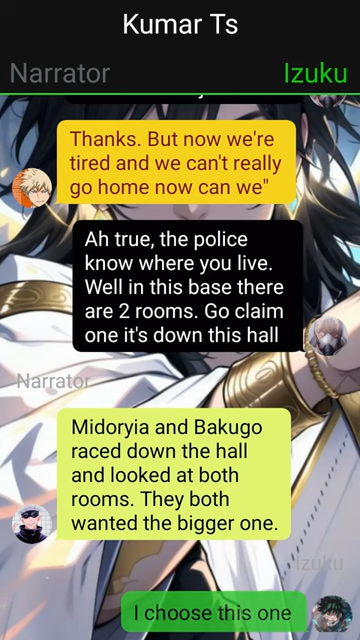 Kumar Ts
Narrator
Izuku
Thanks. But now we're
tired and we can't really
go home now can we"
Ah true, the police
know where you live.
Well in this base there
are 2 rooms. Go claim
one it's down this hall
Narrator
Midoryia and Bakugo
raced down the hall
and looked at both
rooms. They both
wanted the bigger one.
Izuku
I choose this one